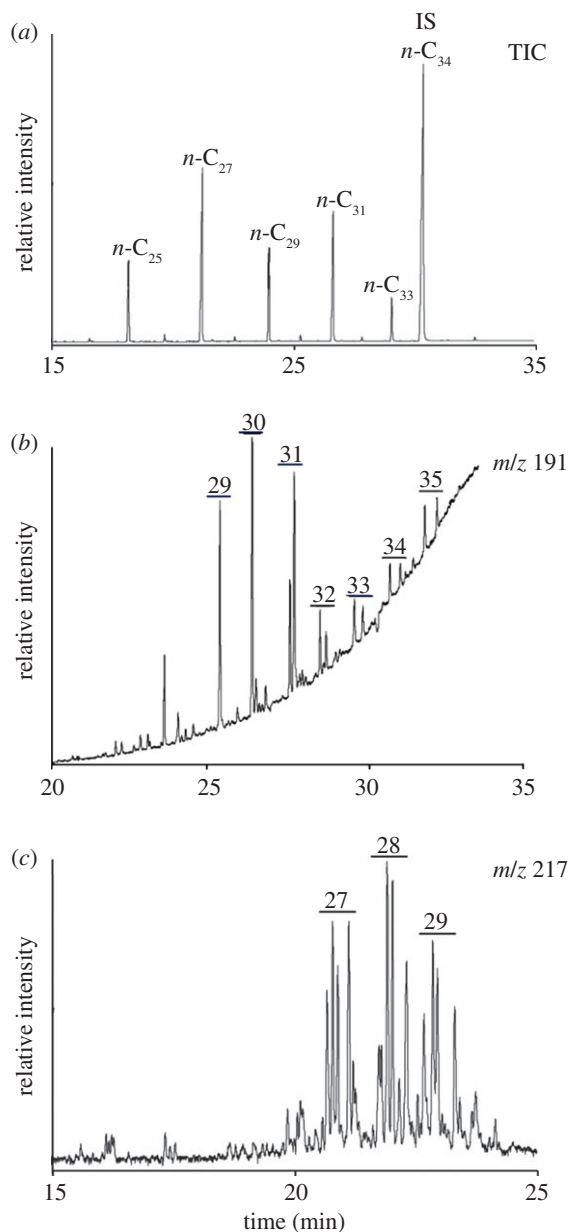 (a)
IS
n-C34
TIC
n-C27
n-C31
n-C29
n-C25
n-C33
relative intensity
15 25 35
(b)
30
m/z 191
31
29
35
34
32
33
relative intensity
20 25 30 35
(c)
28
m/z 217
27
29
relative intensity
15 20 25
time (min)